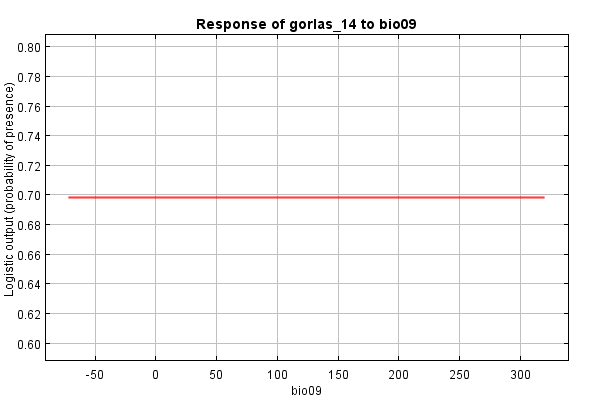 Response of gorlas_14 to bio09
Logistic output (probability of presence)
0.80
0.78
0.76
0.74
0.72
0.70
0.68
0.66
0.64
0.62
0.60
-50 0 50 100 150 200 250 300
bio09